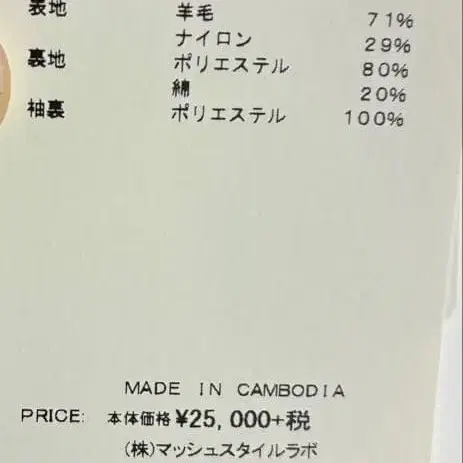 表地 羊毛 71%
ナイロン 29%
裏地 ポリエステル 80%
綿 20%
袖裏 ポリエステル 100%
MADE IN CAMBODIA
PRICE: 本体価格 ¥25,000+税
(株)マッシュスタイルラボ